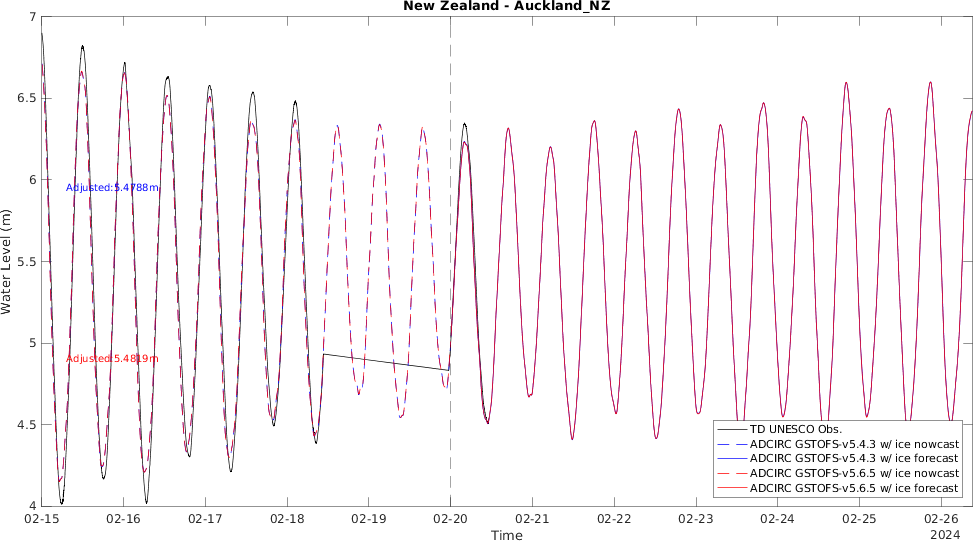 New Zealand - Auckland_NZ
7
6.5
6
5.5
5
4.5
4
Water Level (m)
Adjusted:5.4788m
Adjusted:5.4819m
TD UNESCO Obs.
ADCIRC GSTOFS-v5.4.3 w/ ice nowcast
ADCIRC GSTOFS-v5.4.3 w/ ice forecast
ADCIRC GSTOFS-v5.6.5 w/ ice nowcast
ADCIRC GSTOFS-v5.6.5 w/ ice forecast
02-15 02-16 02-17 02-18 02-19 02-20 02-21 02-22 02-23 02-24 02-25 02-26
Time
2024